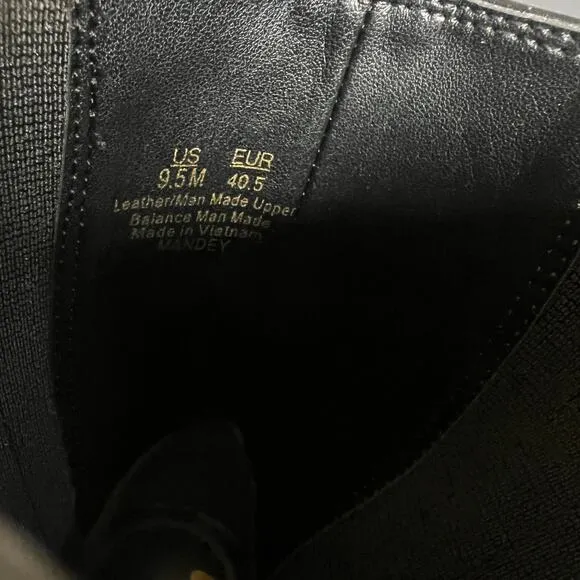 US EUR
9.5M 40.5
Leather/Man Made Upper
Balance Man Made
Made in Vietnam
MANDEY